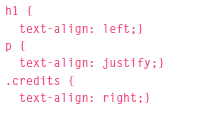 h1 {
  text-align: left;}
p {
  text-align: justify;}
.credits {
  text-align: right;}